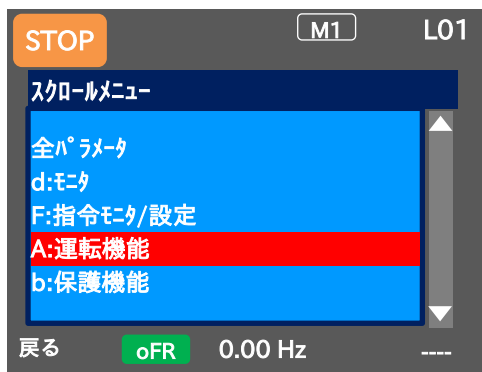 STOP M1 L01
ｽｸﾛｰﾙﾒﾆｭｰ
全ﾊﾟﾗﾒｰﾀ
d:ﾓﾆﾀ
F:指令ﾓﾆﾀ/設定
A:運転機能
b:保護機能
戻る oFR 0.00 Hz ----